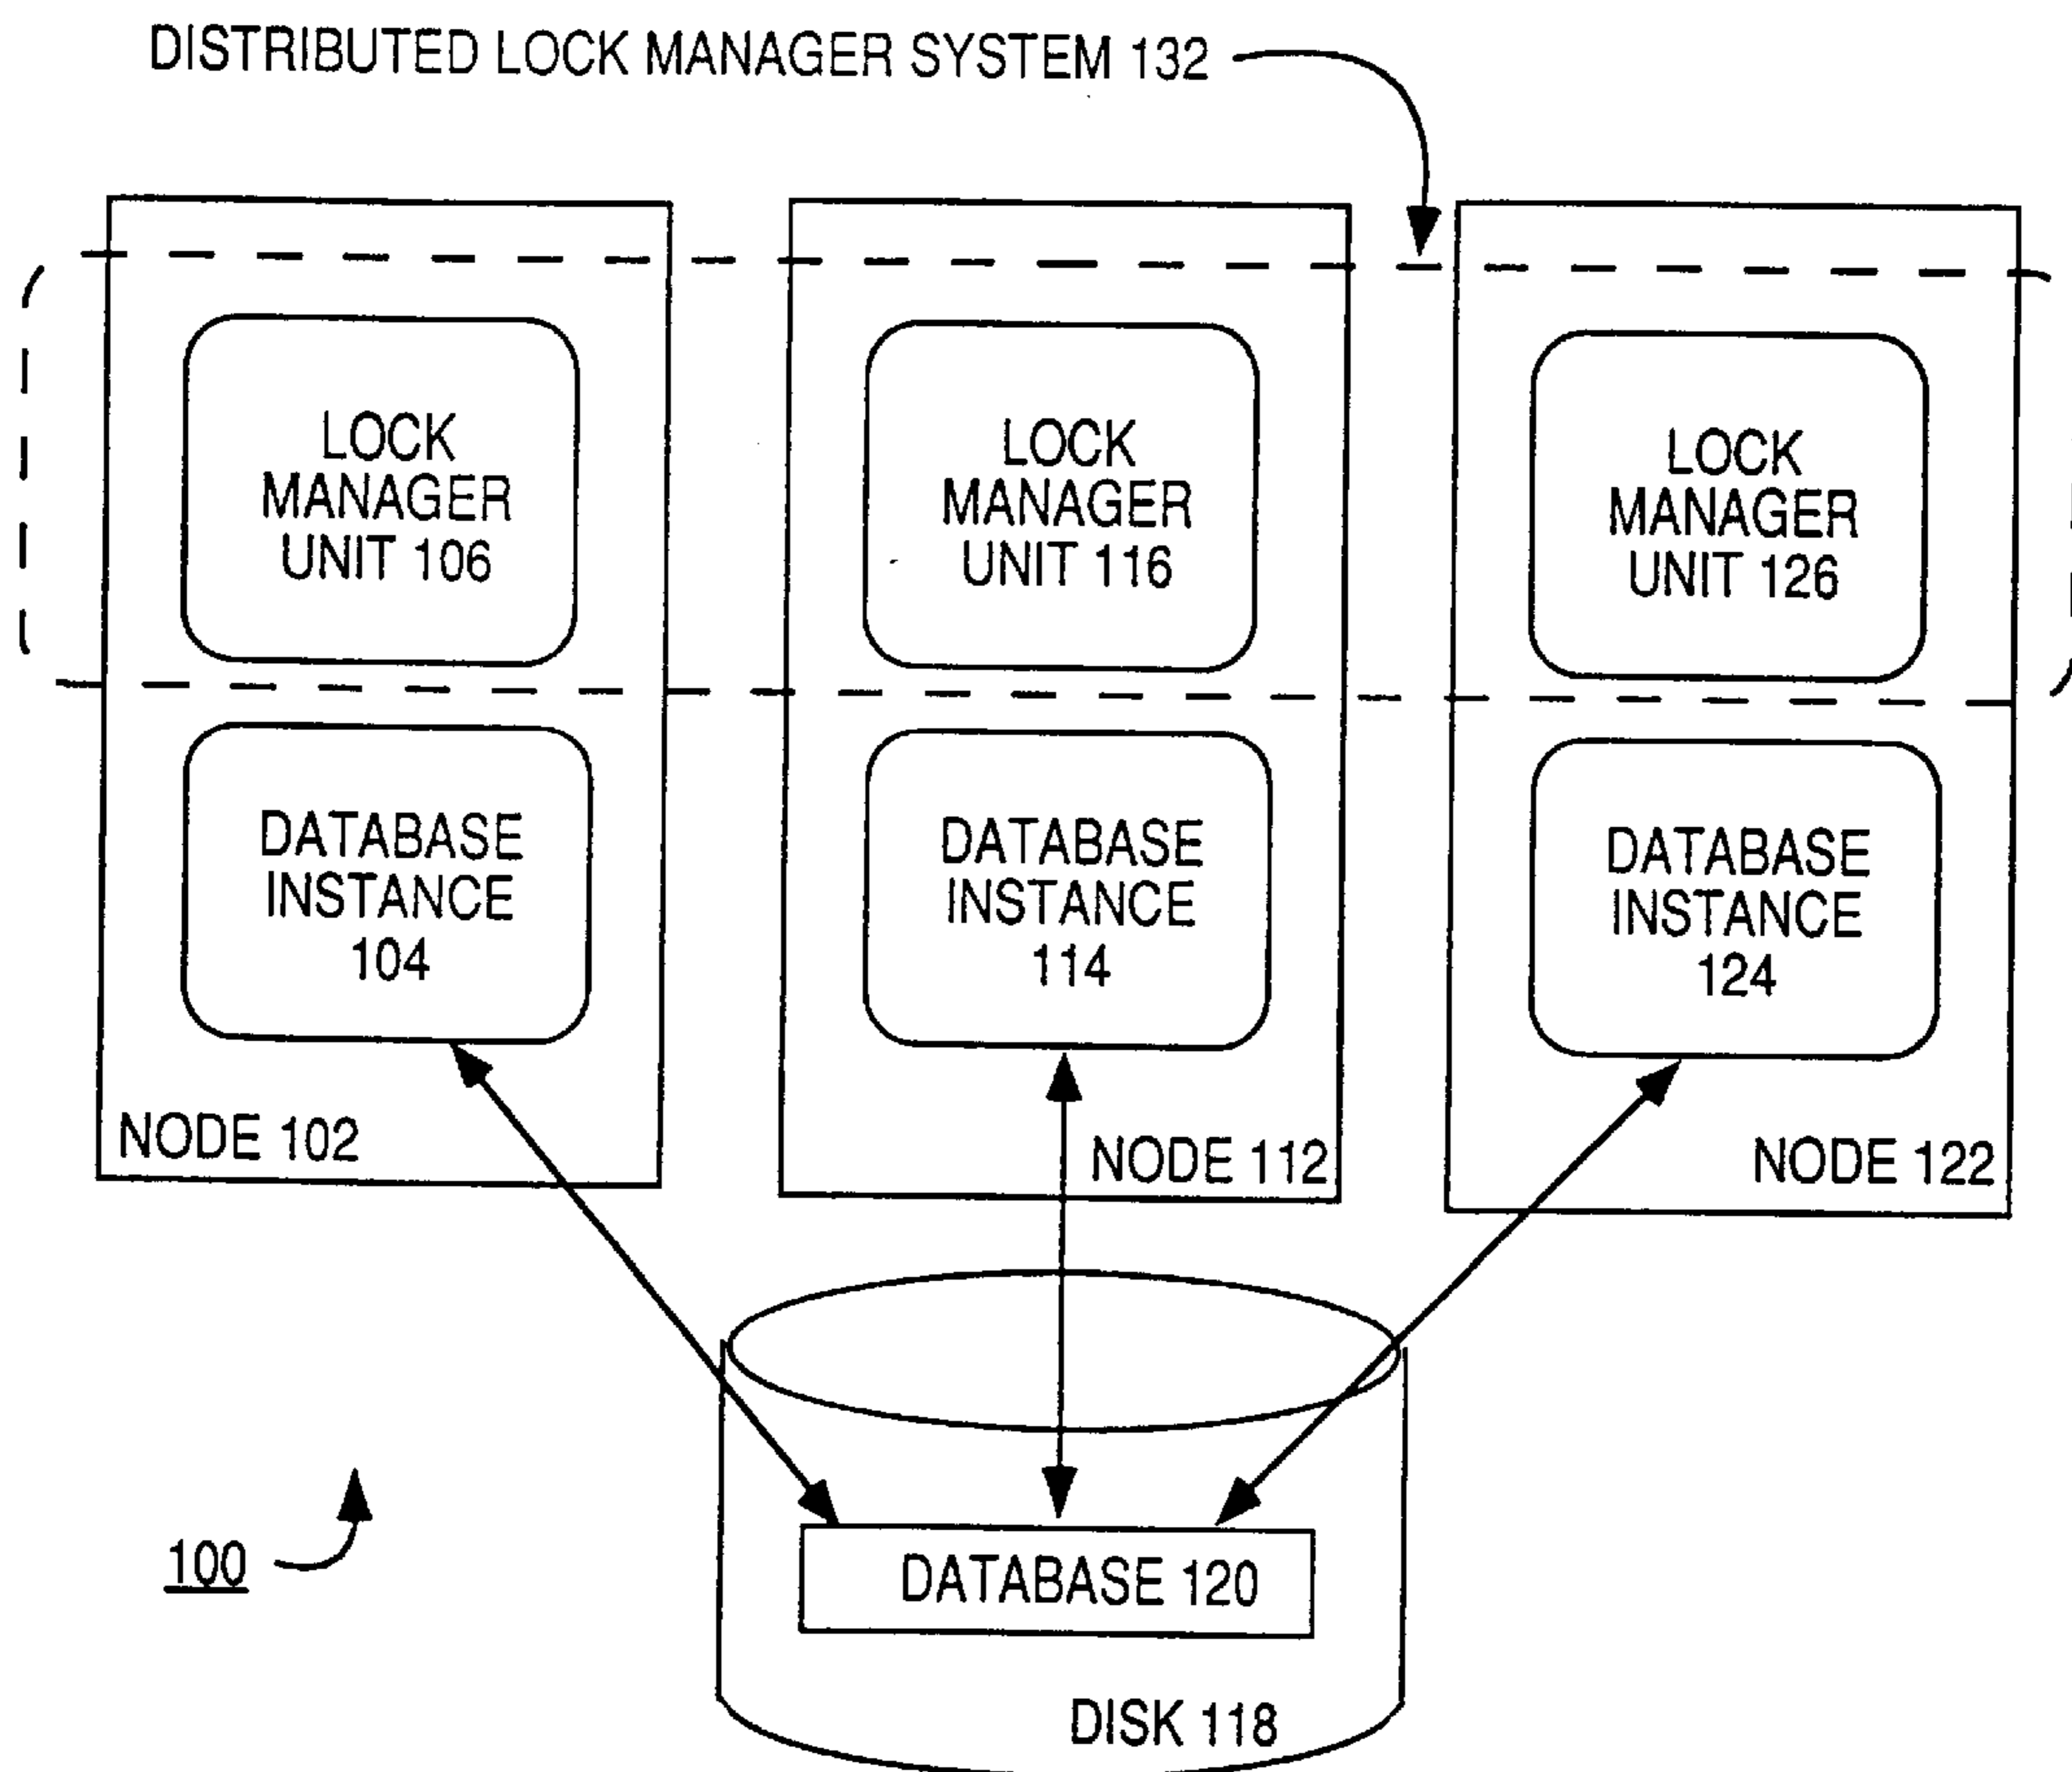 DISTRIBUTED LOCK MANAGER SYSTEM 132
LOCK
MANAGER
UNIT 106
LOCK
MANAGER
UNIT 116
LOCK
MANAGER
UNIT 126
DATABASE
INSTANCE
104
DATABASE
INSTANCE
114
DATABASE
INSTANCE
124
NODE 102
NODE 112
NODE 122
100
DATABASE 120
DISK 118